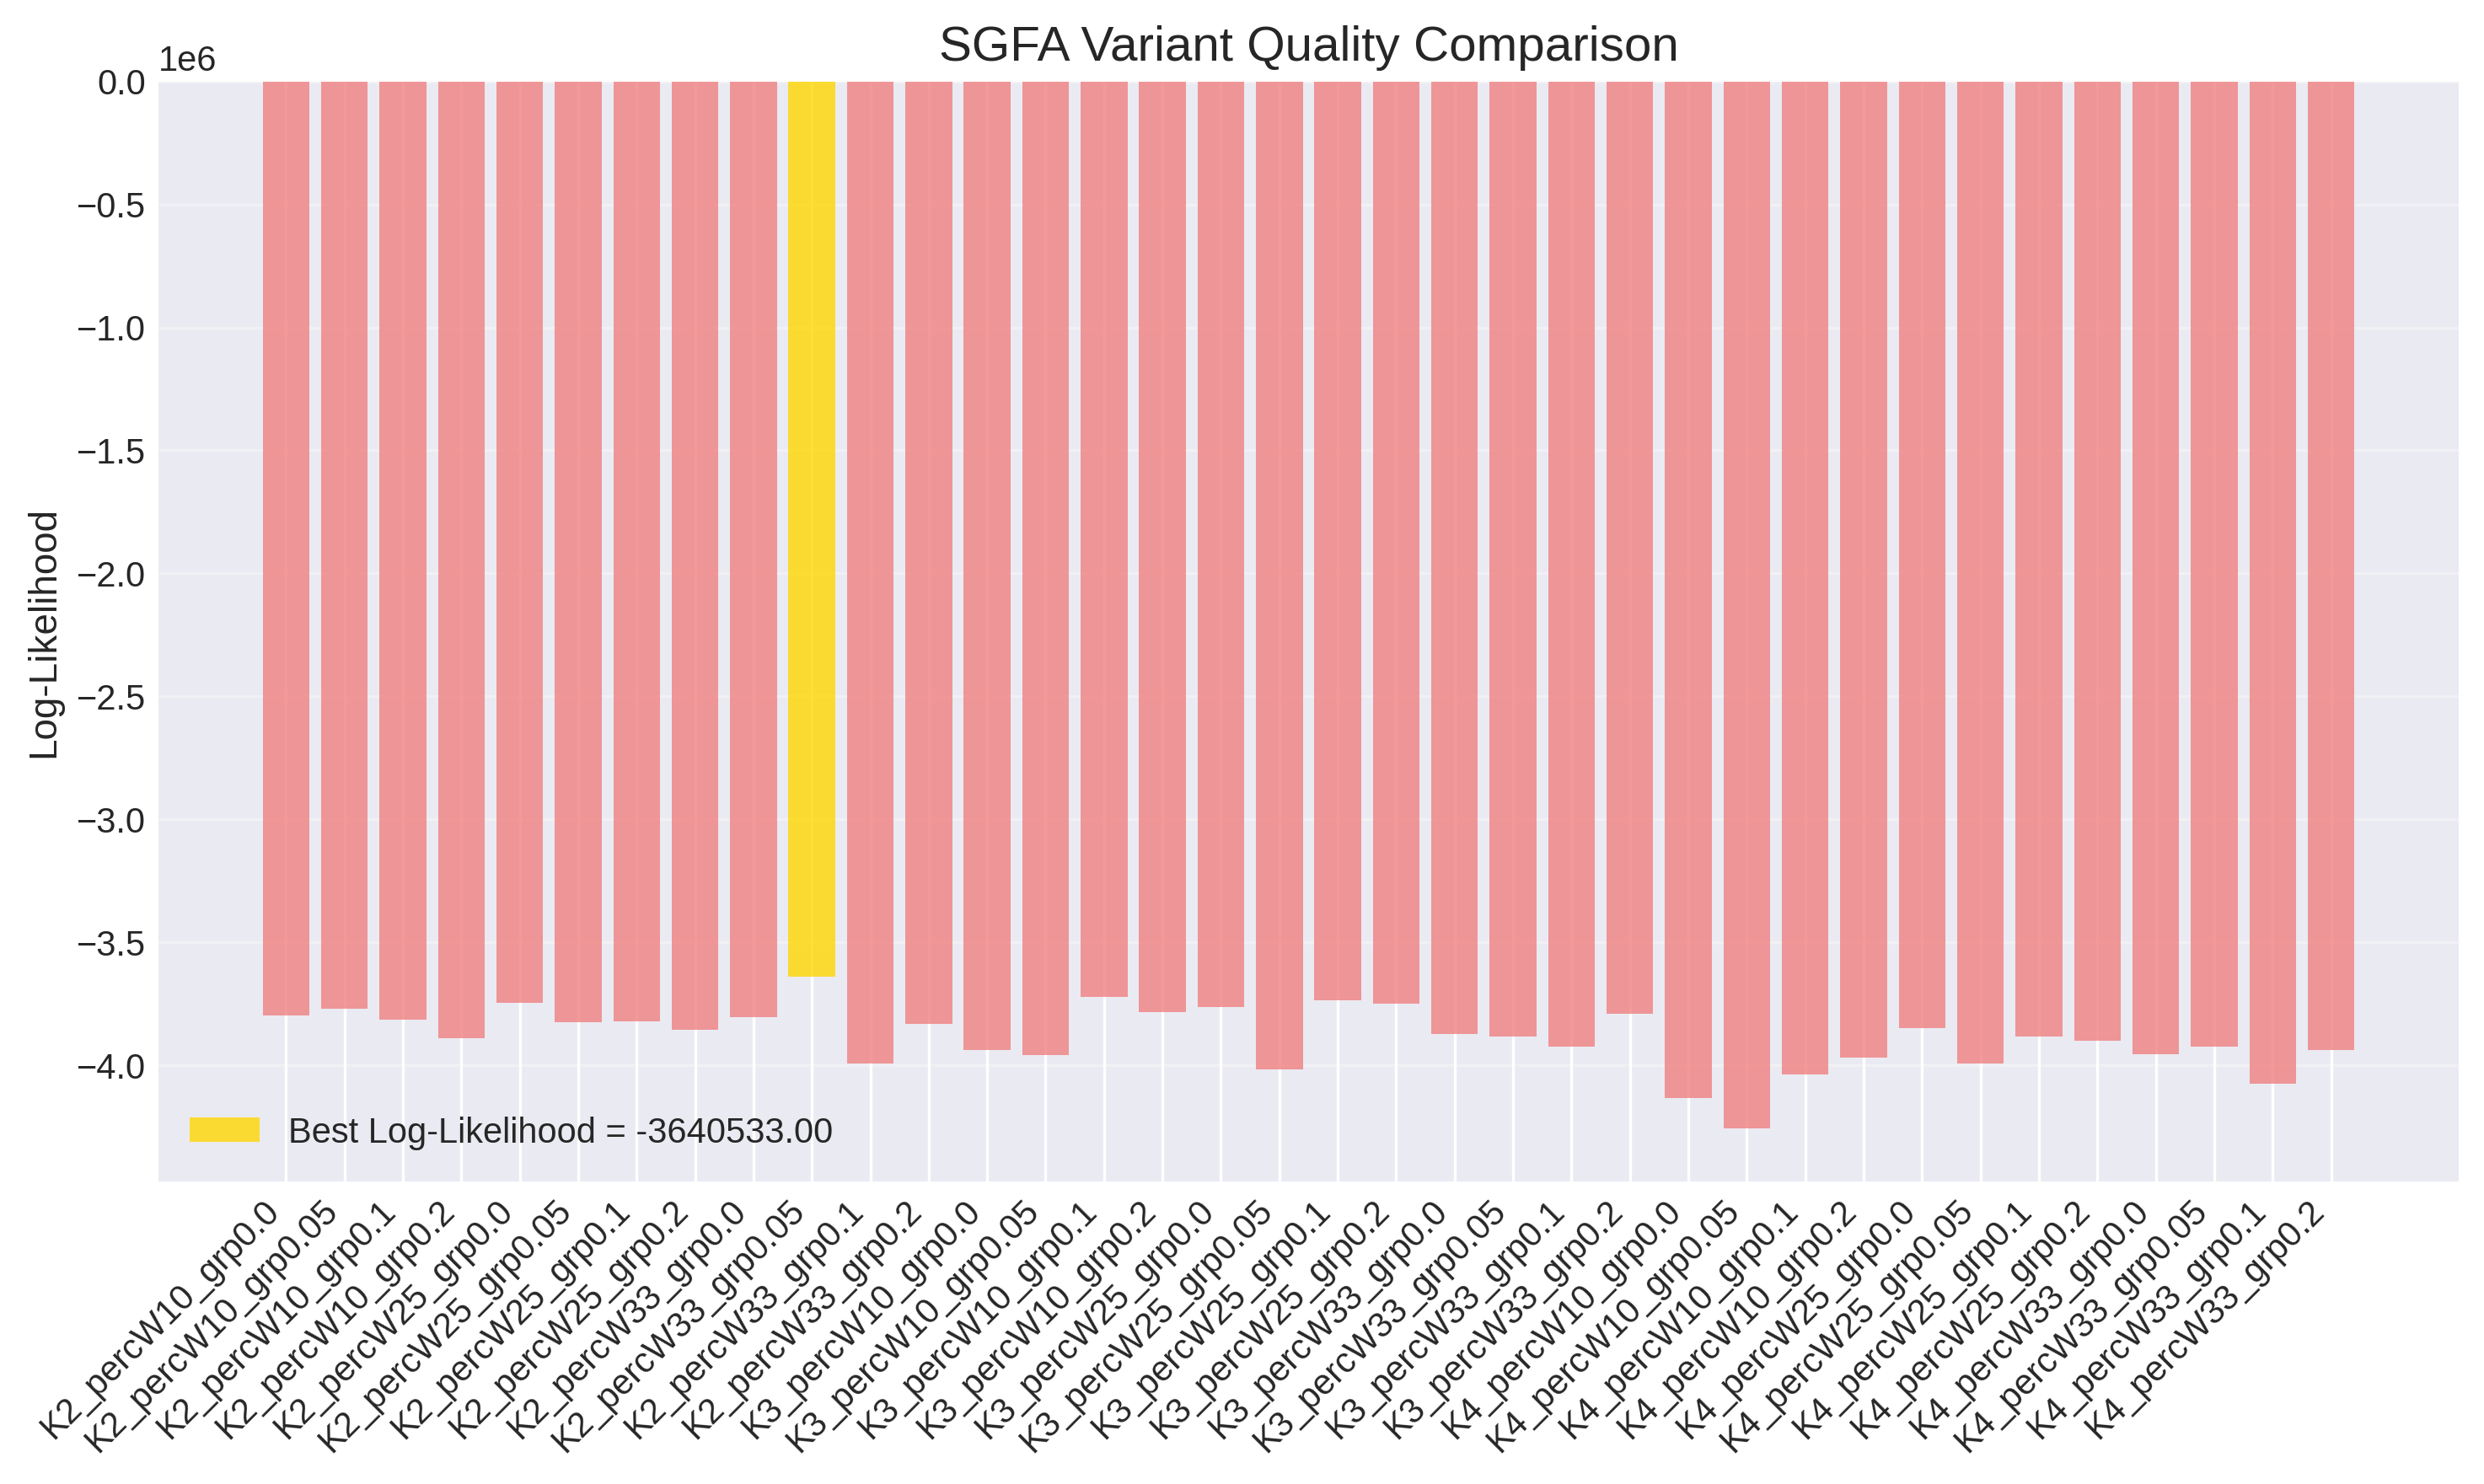 SGFA Variant Quality Comparison
1e6
0.0
−0.5
−1.0
−1.5
−2.0
−2.5
−3.0
−3.5
−4.0
Log-Likelihood
Best Log-Likelihood = -3640533.00
K2_percW10_grp0.0
K2_percW10_grp0.05
K2_percW10_grp0.1
K2_percW10_grp0.2
K2_percW25_grp0.0
K2_percW25_grp0.05
K2_percW25_grp0.1
K2_percW25_grp0.2
K2_percW33_grp0.0
K2_percW33_grp0.05
K2_percW33_grp0.1
K2_percW33_grp0.2
K3_percW10_grp0.0
K3_percW10_grp0.05
K3_percW10_grp0.1
K3_percW10_grp0.2
K3_percW25_grp0.0
K3_percW25_grp0.05
K3_percW25_grp0.1
K3_percW25_grp0.2
K3_percW33_grp0.0
K3_percW33_grp0.05
K3_percW33_grp0.1
K3_percW33_grp0.2
K4_percW10_grp0.0
K4_percW10_grp0.05
K4_percW10_grp0.1
K4_percW10_grp0.2
K4_percW25_grp0.0
K4_percW25_grp0.05
K4_percW25_grp0.1
K4_percW25_grp0.2
K4_percW33_grp0.0
K4_percW33_grp0.05
K4_percW33_grp0.1
K4_percW33_grp0.2